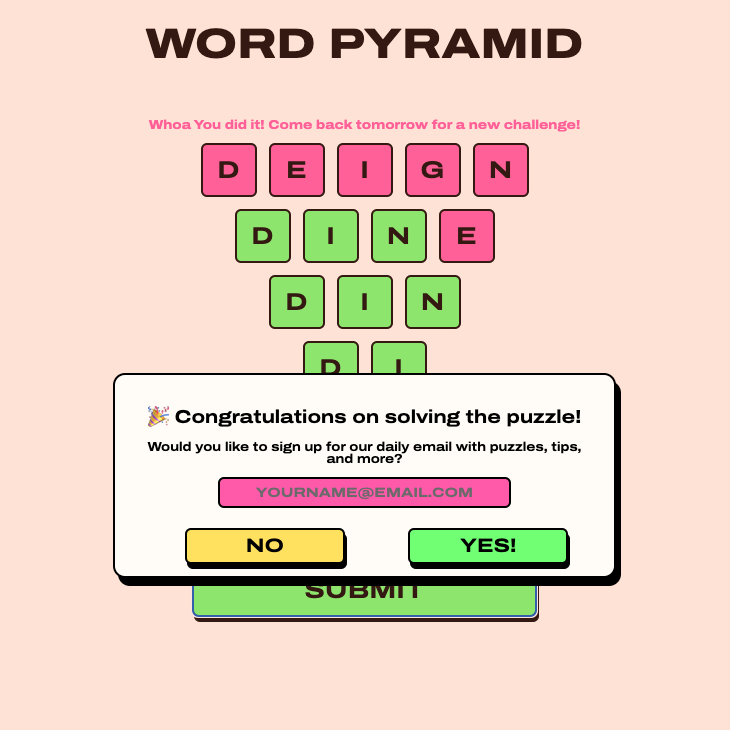 WORD PYRAMID
Whoa You did it! Come back tomorrow for a new challenge!
D E I G N
D I N E
D I N
D I
🎉 Congratulations on solving the puzzle!
Would you like to sign up for our daily email with puzzles, tips,
and more?
YOURNAME@EMAIL.COM
NO YES!
SUBMIT